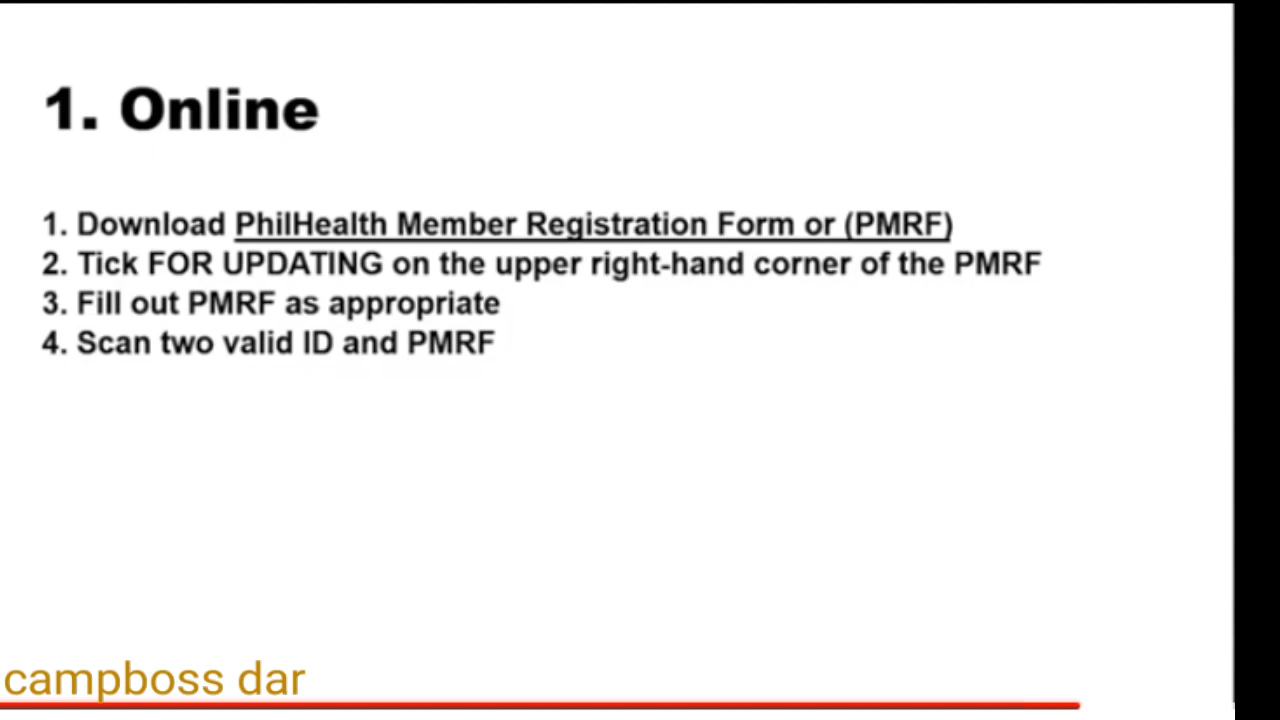 1. Online
1. Download PhilHealth Member Registration Form or (PMRF)
2. Tick FOR UPDATING on the upper right-hand corner of the PMRF
3. Fill out PMRF as appropriate
4. Scan two valid ID and PMRF
campboss dar